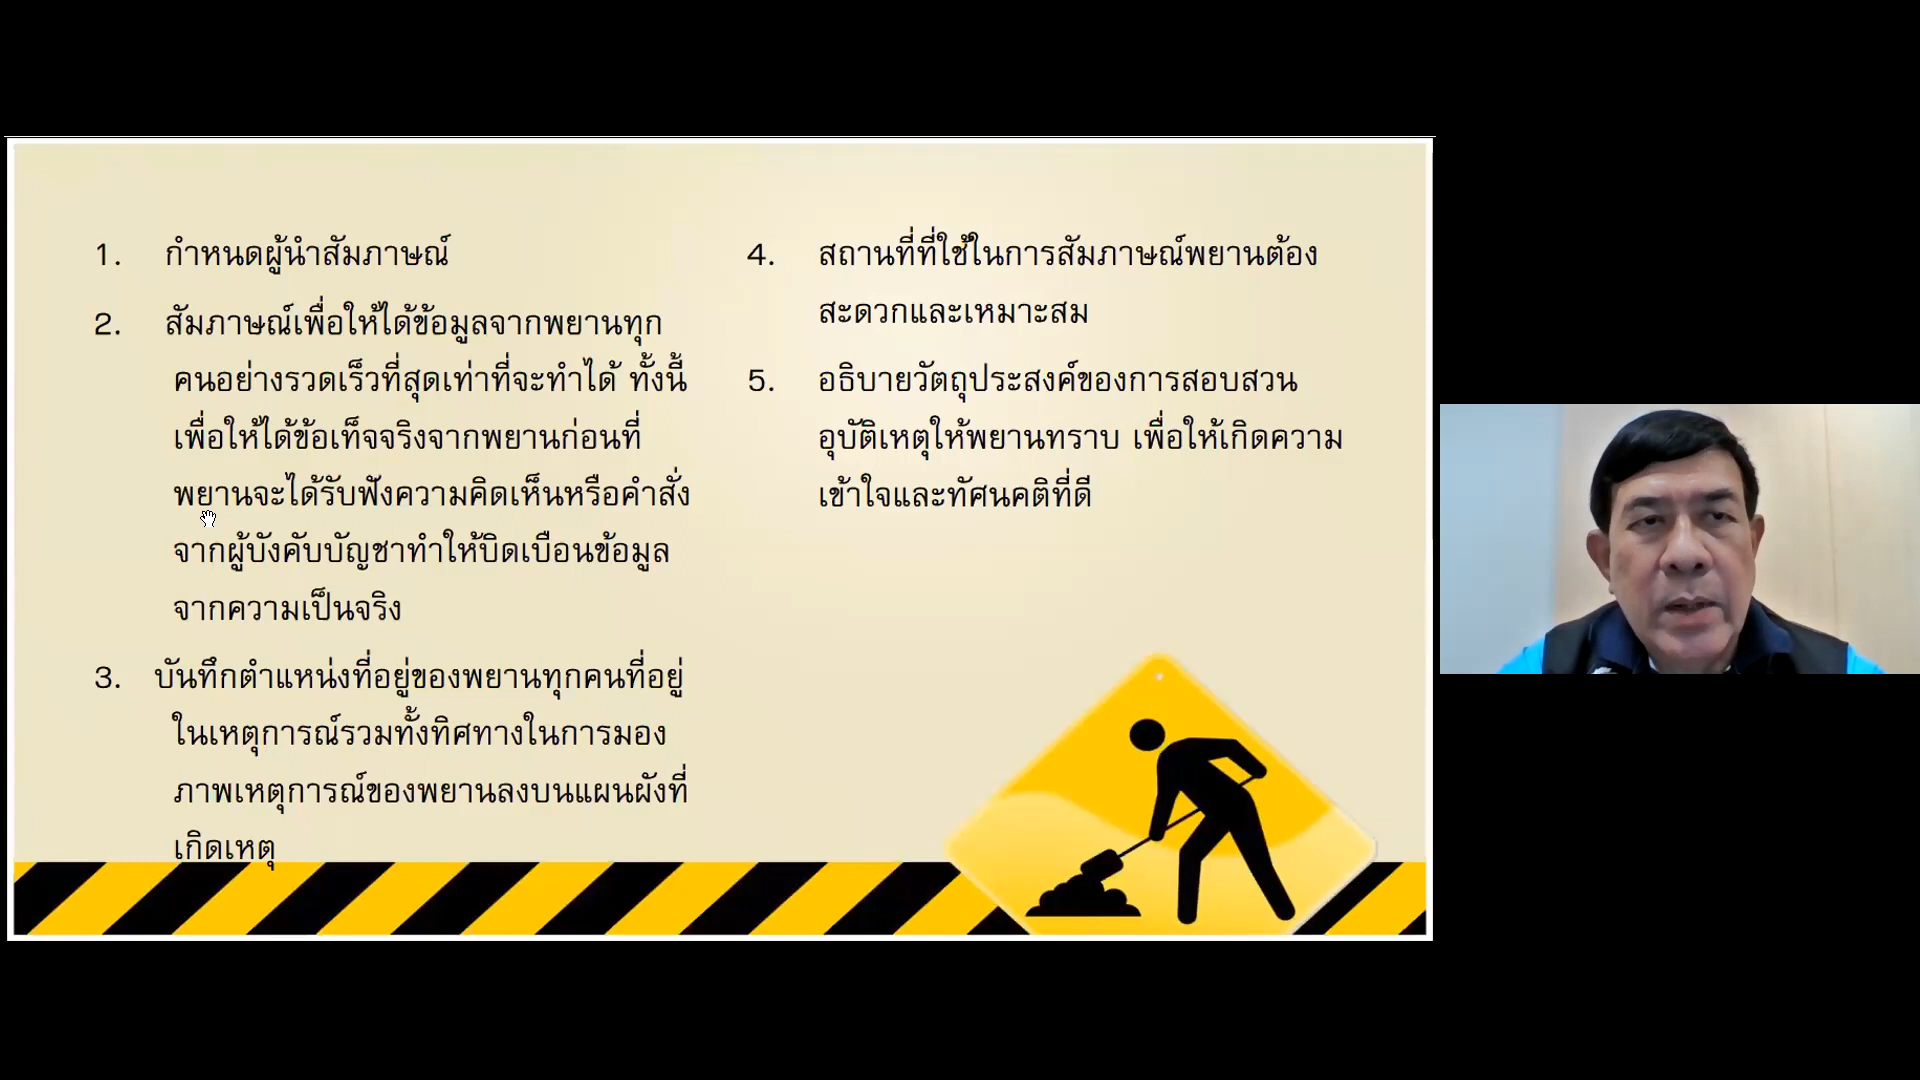 1. กำหนดผู้นำสัมภาษณ์
2. สัมภาษณ์เพื่อให้ได้ข้อมูลจากพยานทุก
คนอย่างรวดเร็วที่สุดเท่าที่จะทำได้ ทั้งนี้
เพื่อให้ได้ข้อเท็จจริงจากพยานก่อนที่
พยานจะได้รับฟังความคิดเห็นหรือคำสั่ง
จากผู้บังคับบัญชาทำให้บิดเบือนข้อมูล
จากความเป็นจริง
3. บันทึกตำแหน่งที่อยู่ของพยานทุกคนที่อยู่
ในเหตุการณ์รวมทั้งทิศทางในการมอง
ภาพเหตุการณ์ของพยานลงบนแผนผังที่
เกิดเหตุ
4. สถานที่ที่ใช้ในการสัมภาษณ์พยานต้อง
สะดวกและเหมาะสม
5. อธิบายวัตถุประสงค์ของการสอบสวน
อุบัติเหตุให้พยานทราบ เพื่อให้เกิดความ
เข้าใจและทัศนคติที่ดี